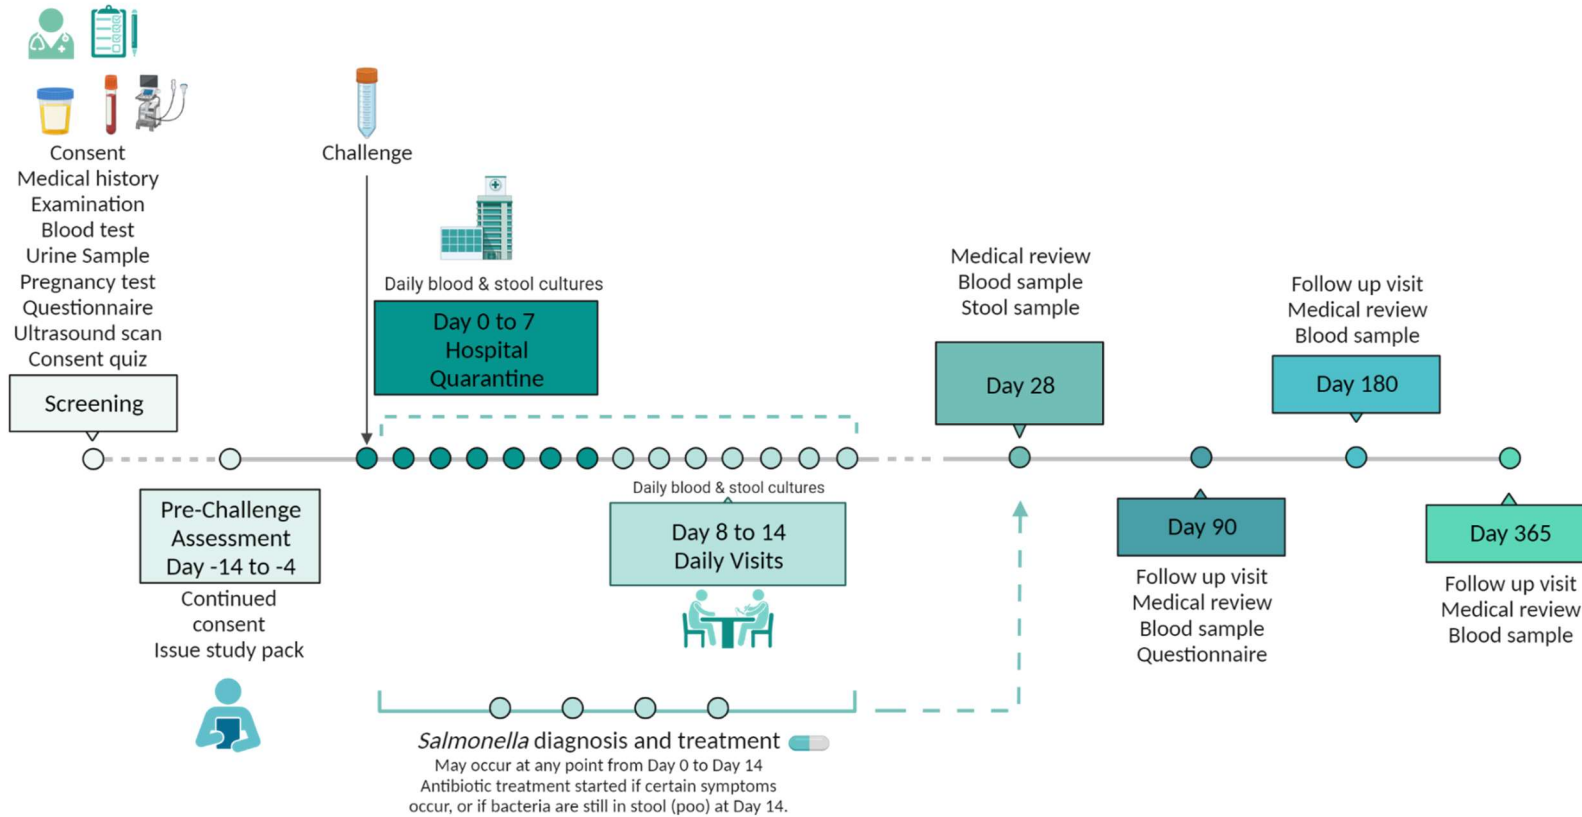 Consent
Medical history
Examination
Blood test
Urine Sample
Pregnancy test
Questionnaire
Ultrasound scan
Consent quiz
Screening
Pre-Challenge
Assessment
Day -14 to -4
Continued
consent
Issue study pack
Challenge
Daily blood & stool cultures
Day 0 to 7
Hospital
Quarantine
Daily blood & stool cultures
Day 8 to 14
Daily Visits
Salmonella diagnosis and treatment
May occur at any point from Day 0 to Day 14
Antibiotic treatment started if certain symptoms
occur, or if bacteria are still in stool (poo) at Day 14.
Medical review
Blood sample
Stool sample
Day 28
Day 90
Follow up visit
Medical review
Blood sample
Questionnaire
Follow up visit
Medical review
Blood sample
Day 180
Day 365
Follow up visit
Medical review
Blood sample